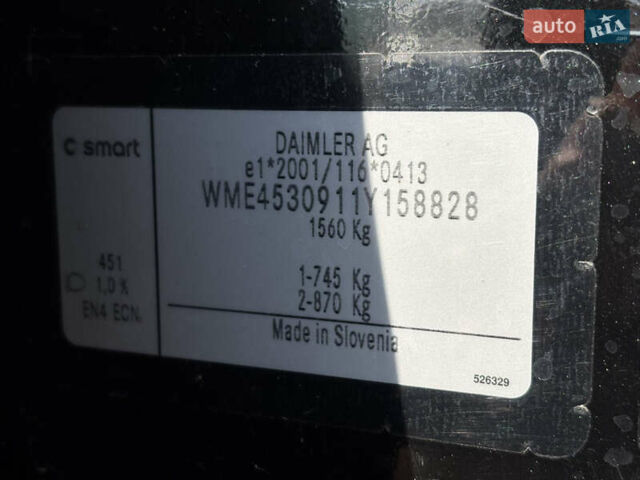 auto RIA
.com
smart
DAIMLER AG
e1*2001/116*0413
WME4530911Y158828
1560 Kg
451
1,0 K
EN4 ECN.
1-745 Kg
2-870 Kg
Made in Slovenia
526329